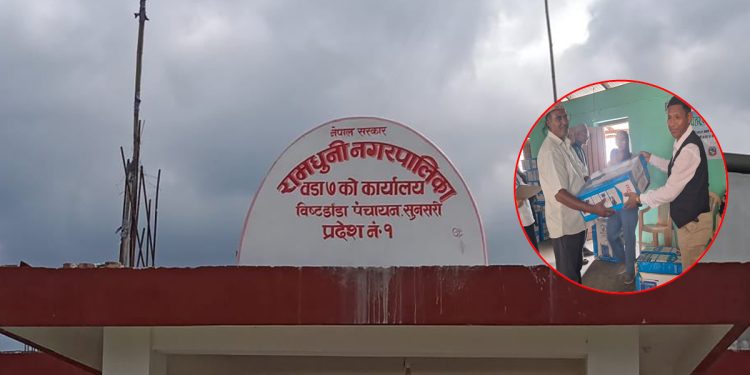 नेपाल सरकार
रामधुनी नगरपालिका
वडा ७ को कार्यालय
विष्टडाँडा पंचायन, सुनसरी
प्रदेश नं. १